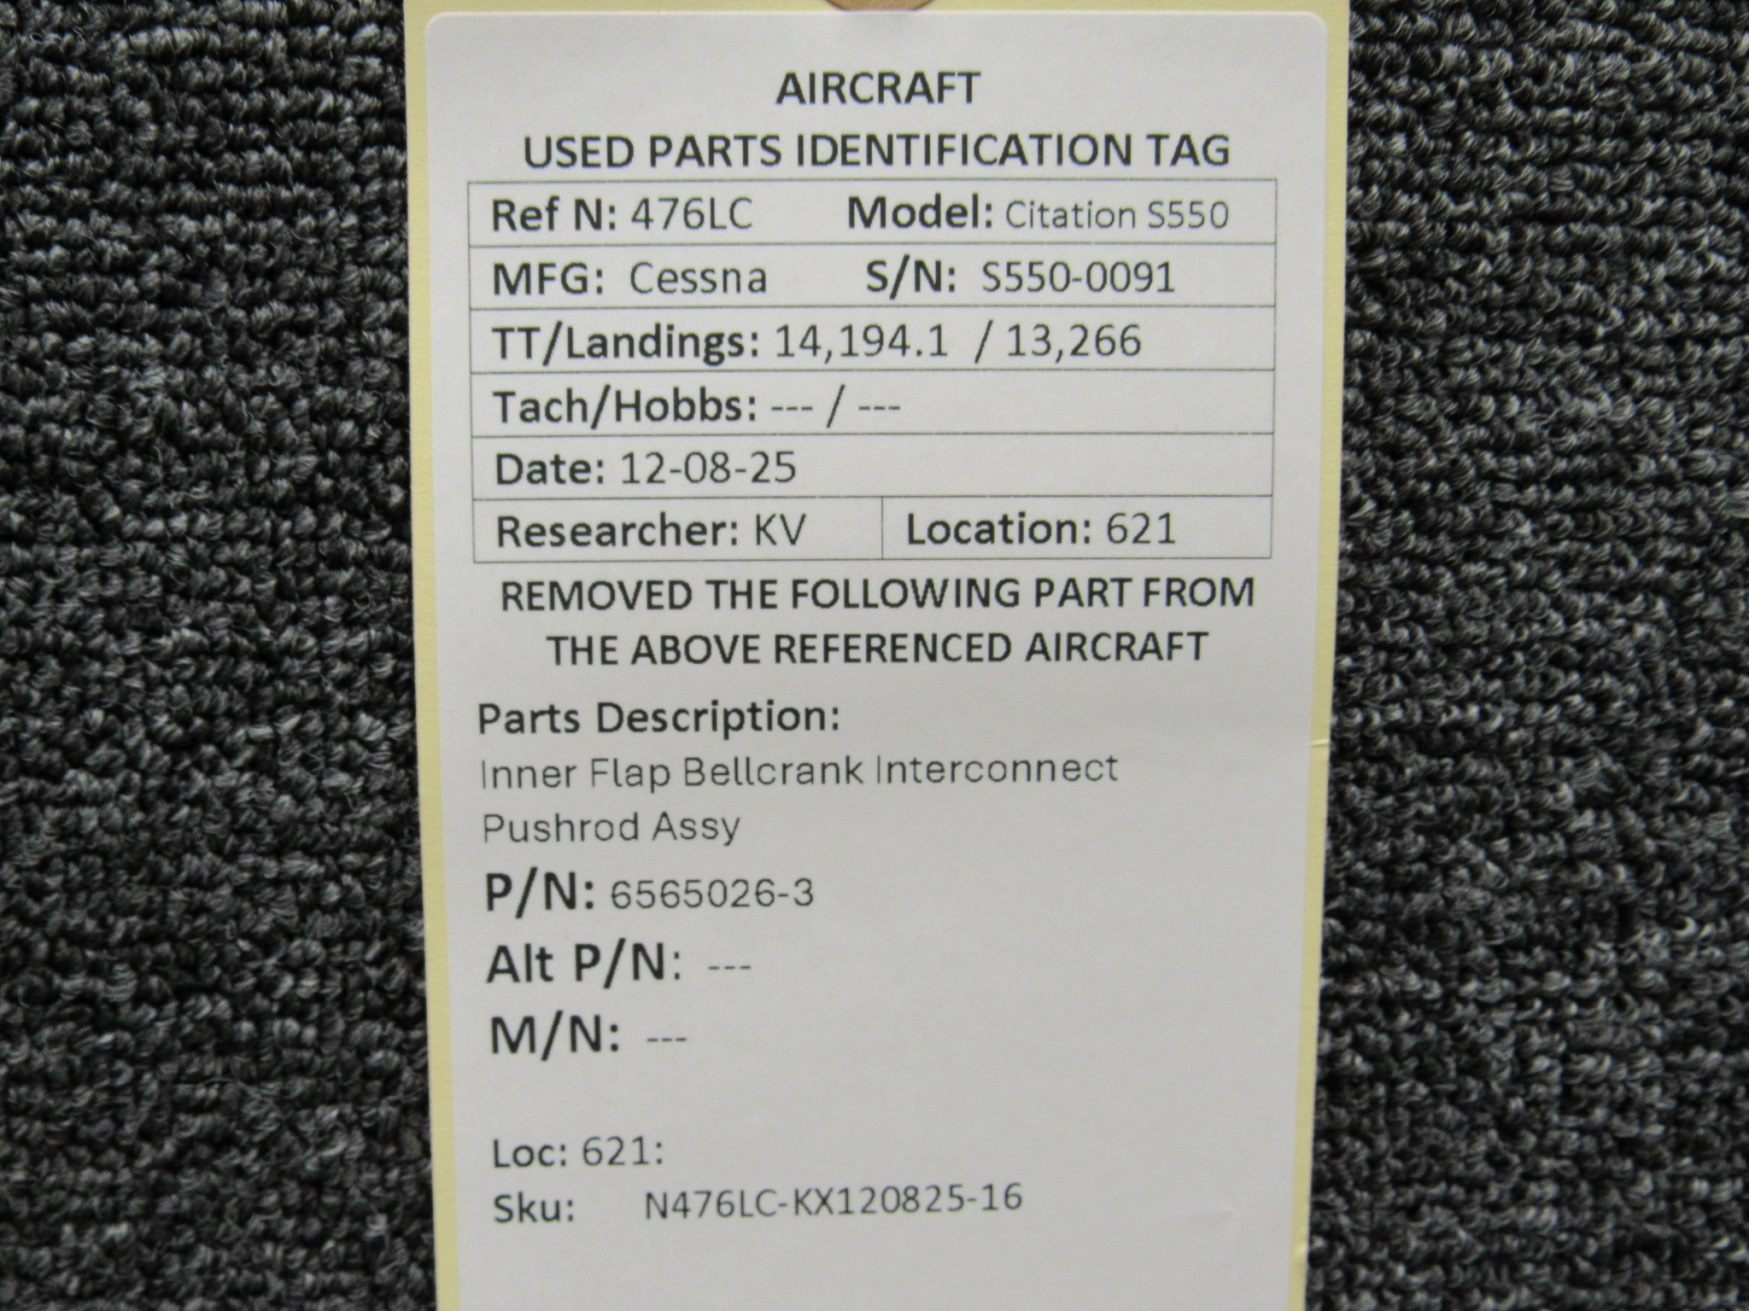 AIRCRAFT
USED PARTS IDENTIFICATION TAG
Ref N: 476LC Model: Citation S550
MFG: Cessna S/N: S550-0091
TT/Landings: 14,194.1 / 13,266
Tach/Hobbs: --- / ---
Date: 12-08-25
Researcher: KV Location: 621
REMOVED THE FOLLOWING PART FROM
THE ABOVE REFERENCED AIRCRAFT
Parts Description:
Inner Flap Bellcrank Interconnect
Pushrod Assy
P/N: 6565026-3
Alt P/N: ---
M/N: ---
Loc: 621:
Sku: N476LC-KX120825-16